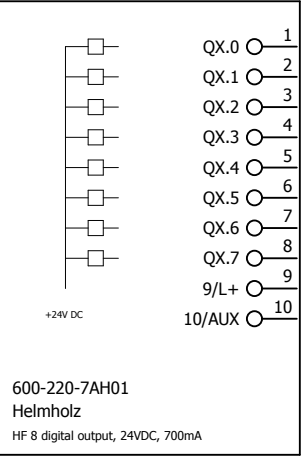 QX.0 1
QX.1 2
QX.2 3
QX.3 4
QX.4 5
QX.5 6
QX.6 7
QX.7 8
9/L+ 9
+24V DC
10/AUX 10
600-220-7AH01
Helmholz
HF 8 digital output, 24VDC, 700mA